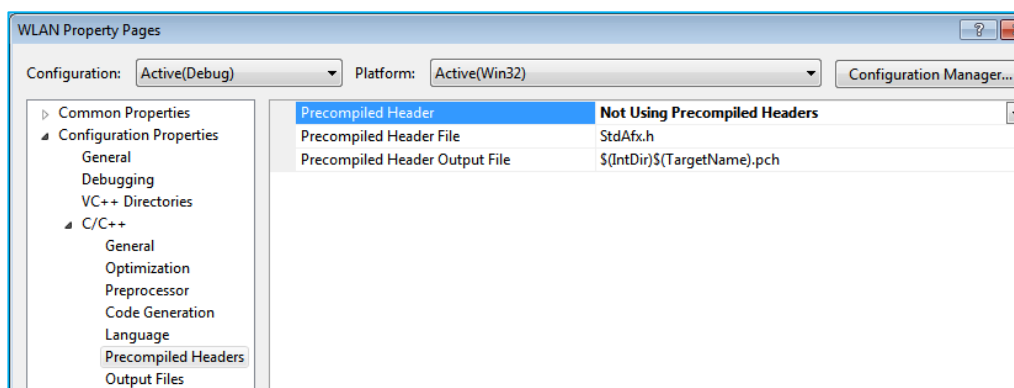 WLAN Property Pages
Configuration: Active(Debug) Platform: Active(Win32) Configuration Manager...
Common Properties
Configuration Properties
General
Debugging
VC++ Directories
C/C++
General
Optimization
Preprocessor
Code Generation
Language
Precompiled Headers
Output Files
Precompiled Header Not Using Precompiled Headers
Precompiled Header File StdAfx.h
Precompiled Header Output File $(IntDir)$(TargetName).pch